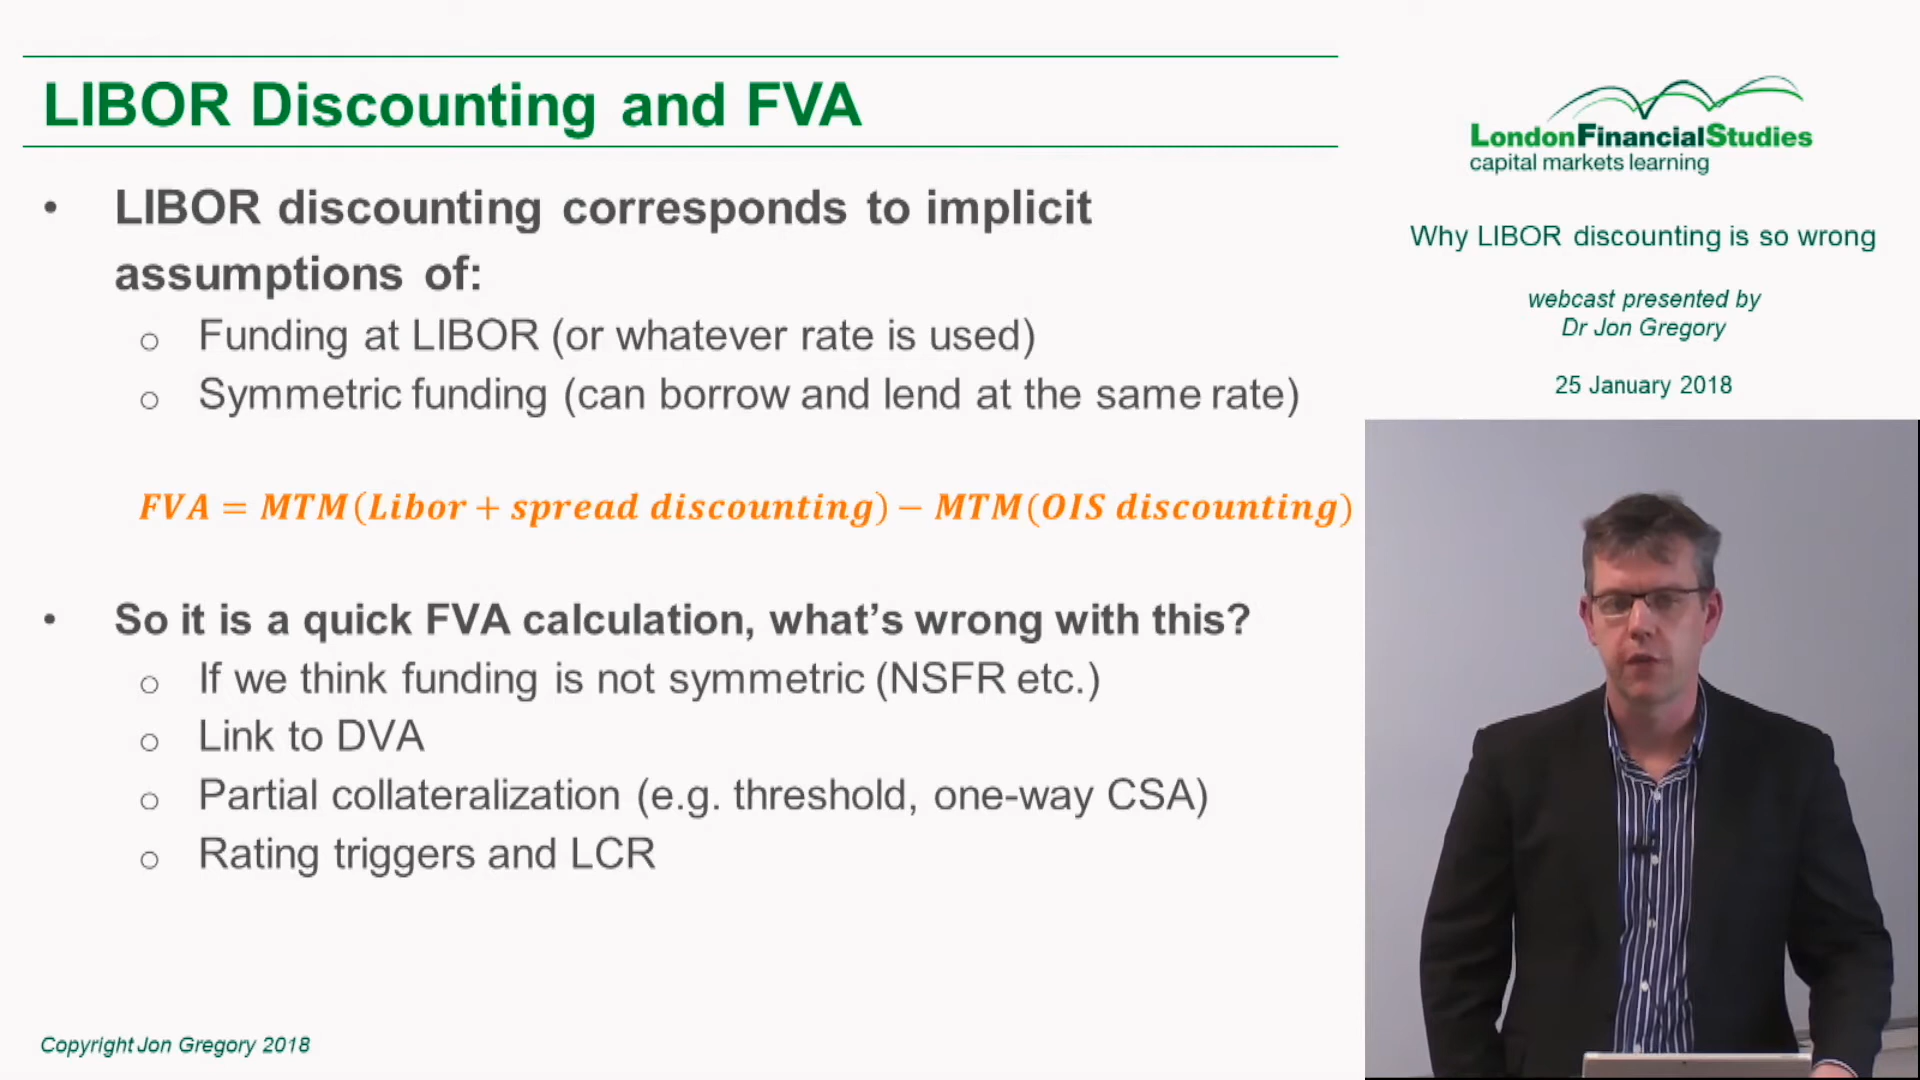 LIBOR Discounting and FVA
• LIBOR discounting corresponds to implicit
assumptions of:
○ Funding at LIBOR (or whatever rate is used)
○ Symmetric funding (can borrow and lend at the same rate)
FVA = MTM(Libor + spread discounting) − MTM(OIS discounting)
• So it is a quick FVA calculation, what's wrong with this?
○ If we think funding is not symmetric (NSFR etc.)
○ Link to DVA
○ Partial collateralization (e.g. threshold, one-way CSA)
○ Rating triggers and LCR
Copyright Jon Gregory 2018
LondonFinancialStudies
capital markets learning
Why LIBOR discounting is so wrong
webcast presented by
Dr Jon Gregory
25 January 2018